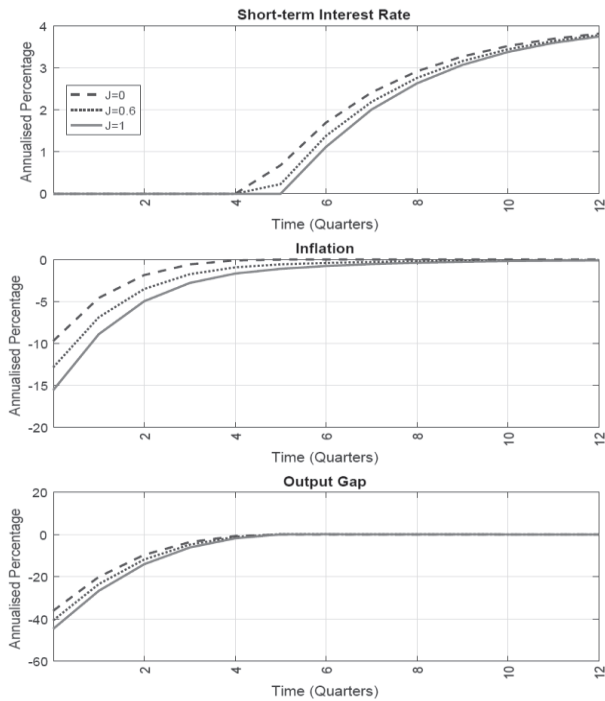 Short-term Interest Rate
Annualised Percentage
4
3
2
1
0
J=0
J=0.6
J=1
2
4
6
8
10
12
Time (Quarters)
Inflation
Annualised Percentage
0
-5
-10
-15
-20
2
4
6
8
10
12
Time (Quarters)
Output Gap
Annualised Percentage
20
0
-20
-40
-60
2
4
6
8
10
12
Time (Quarters)